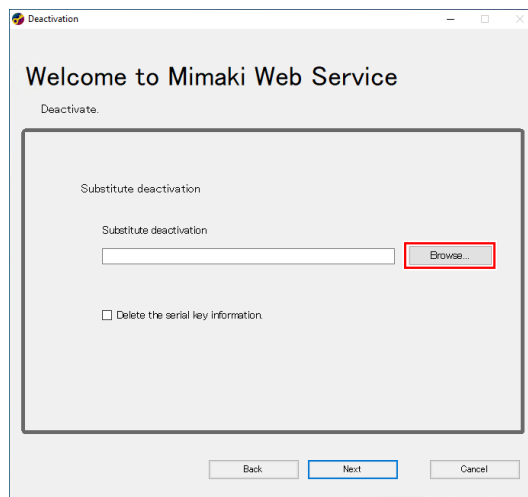 Deactivation
Welcome to Mimaki Web Service
Deactivate.
Substitute deactivation
Substitute deactivation
Browse...
Delete the serial key information.
Back Next Cancel